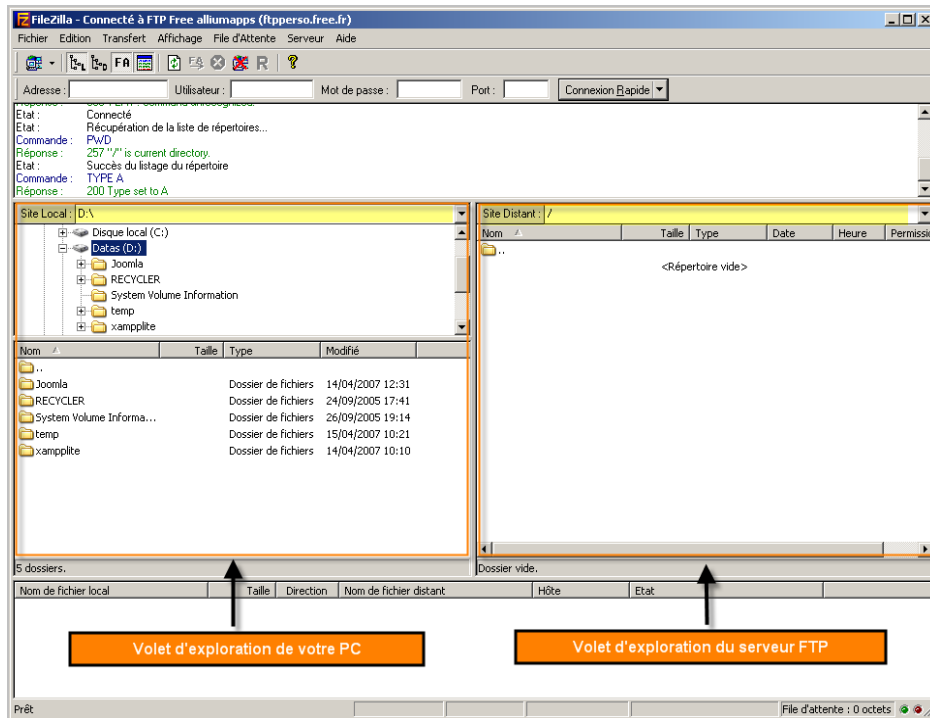 FileZilla - Connecté à FTP Free alliumapps (ftpperso.free.fr)
Fichier Edition Transfert Affichage File d'Attente Serveur Aide
FA R ?
Adresse : Utilisateur : Mot de passe : Port : Connexion Rapide
Etat : Connecté
Etat : Récupération de la liste de répertoires...
Commande : PWD
Réponse : 257 "/" is current directory.
Etat : Succès du listage du répertoire
Commande : TYPE A
Réponse : 200 Type set to A
Site Local : D:\
Disque local (C:)
Datas (D:)
Joomla
RECYCLER
System Volume Information
temp
xampplite
Nom Taille Type Modifié
..
Joomla Dossier de fichiers 14/04/2007 12:31
RECYCLER Dossier de fichiers 24/09/2005 17:41
System Volume Informa... Dossier de fichiers 26/09/2005 19:14
temp Dossier de fichiers 15/04/2007 10:21
xampplite Dossier de fichiers 14/04/2007 10:10
5 dossiers.
Site Distant : /
Nom Taille Type Date Heure Permissio
..
<Répertoire vide>
Dossier vide.
Nom de fichier local Taille Direction Nom de fichier distant Hôte Etat
Volet d'exploration de votre PC
Volet d'exploration du serveur FTP
Prêt
File d'attente : 0 octets